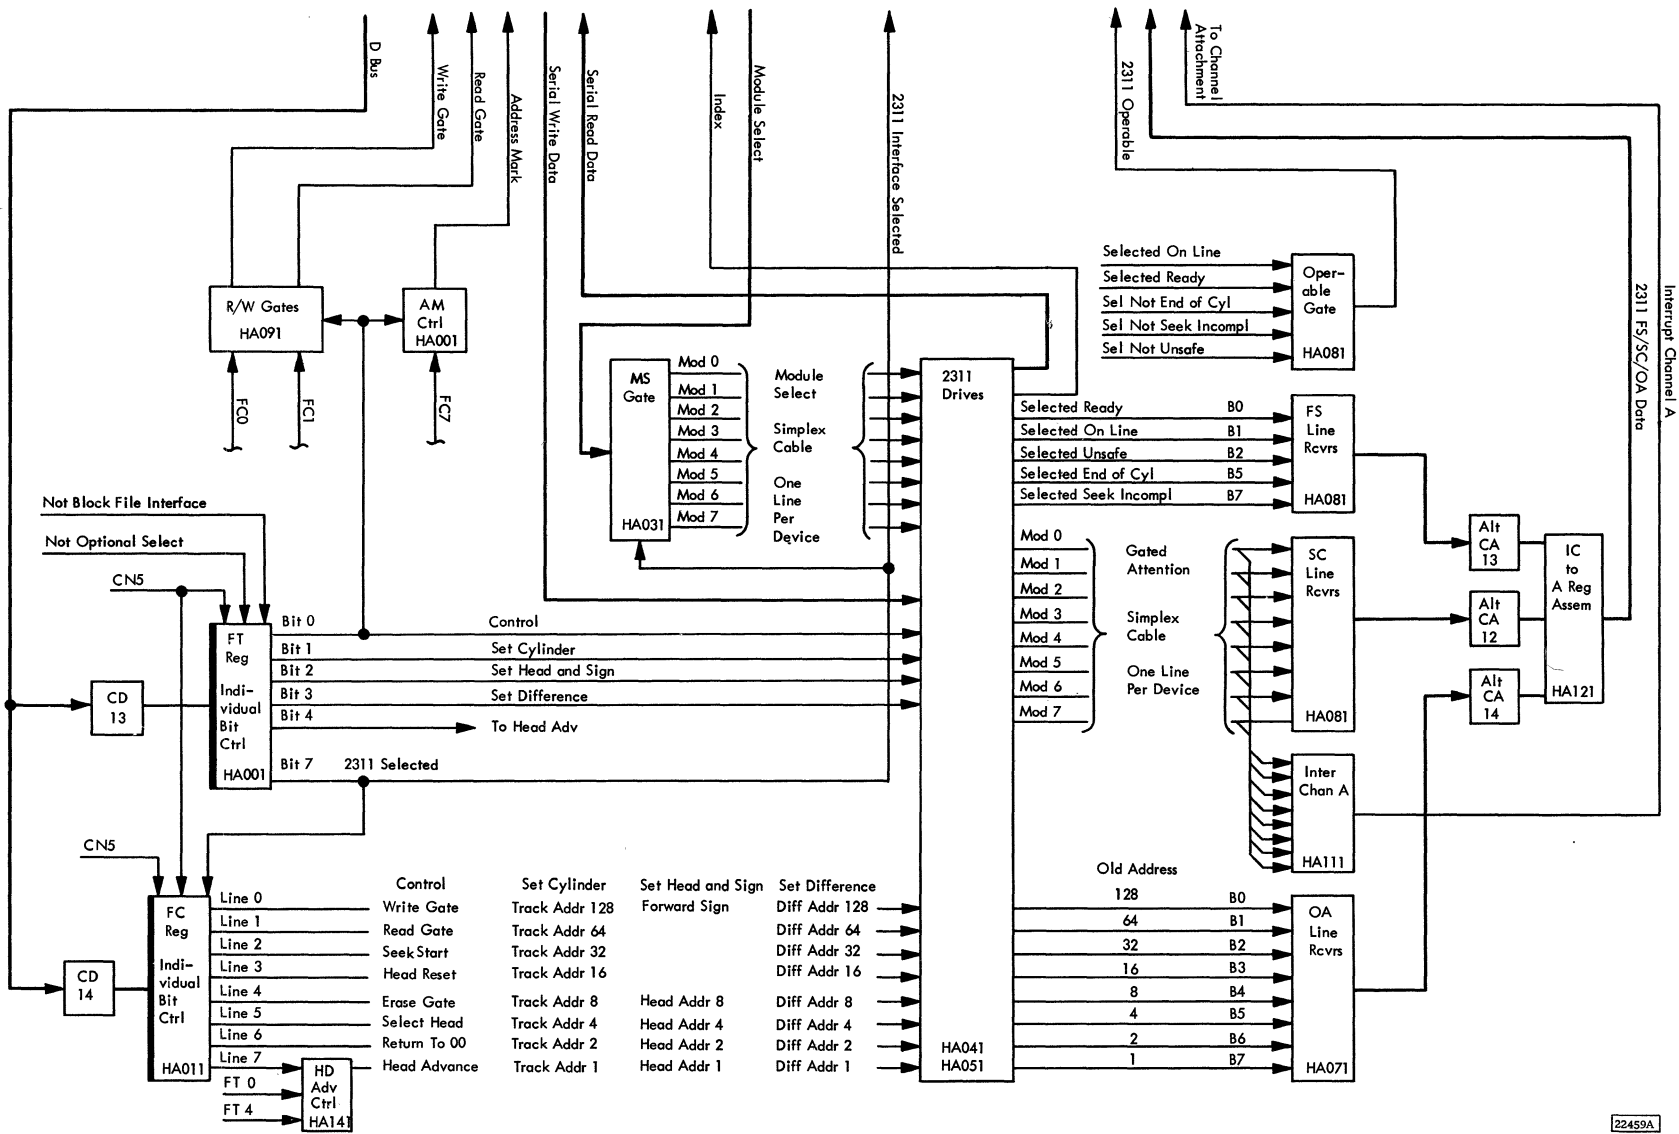 D Bus
Write Gate
Read Gate
Address Mark
Serial Write Data
Serial Read Data
Index
Module Select
2311 Interface Selected
2311 Operable
To Channel
Attachment
Interrupt Channel A
2311 FS/SC/OA Data
R/W Gates
HA091
AM
Ctrl
HA001
FC0
FC1
FC7
Selected On Line
Selected Ready
Sel Not End of Cyl
Sel Not Seek Incompl
Sel Not Unsafe
Oper-
able
Gate
HA081
MS
Gate
HA031
Mod 0
Mod 1
Mod 2
Mod 3
Mod 4
Mod 5
Mod 6
Mod 7
Module
Select
Simplex
Cable
One
Line
Per
Device
2311
Drives
HA041
HA051
Selected Ready B0
Selected On Line B1
Selected Unsafe B2
Selected End of Cyl B5
Selected Seek Incompl B7
FS
Line
Rcvrs
HA081
Mod 0
Mod 1
Mod 2
Mod 3
Mod 4
Mod 5
Mod 6
Mod 7
Gated
Attention
Simplex
Cable
One Line
Per Device
SC
Line
Rcvrs
HA081
Inter
Chan A
HA111
Alt
CA
13
Alt
CA
12
Alt
CA
14
IC
to
A Reg
Assem
HA121
Not Block File Interface
Not Optional Select
CN5
FT
Reg
Indi-
vidual
Bit
Ctrl
HA001
CD
13
Bit 0 Control
Bit 1 Set Cylinder
Bit 2 Set Head and Sign
Bit 3 Set Difference
Bit 4 To Head Adv
Bit 7 2311 Selected
CN5
FC
Reg
Indi-
vidual
Bit
Ctrl
HA011
CD
14
Control Set Cylinder Set Head and Sign Set Difference
Line 0 Write Gate Track Addr 128 Forward Sign Diff Addr 128
Line 1 Read Gate Track Addr 64 Diff Addr 64
Line 2 Seek Start Track Addr 32 Diff Addr 32
Line 3 Head Reset Track Addr 16 Diff Addr 16
Line 4 Erase Gate Track Addr 8 Head Addr 8 Diff Addr 8
Line 5 Select Head Track Addr 4 Head Addr 4 Diff Addr 4
Line 6 Return To 00 Track Addr 2 Head Addr 2 Diff Addr 2
Line 7 Head Advance Track Addr 1 Head Addr 1 Diff Addr 1
FT 0
FT 4
HD
Adv
Ctrl
HA141
Old Address
128 B0
64 B1
32 B2
16 B3
8 B4
4 B5
2 B6
1 B7
OA
Line
Rcvrs
HA071
22459A